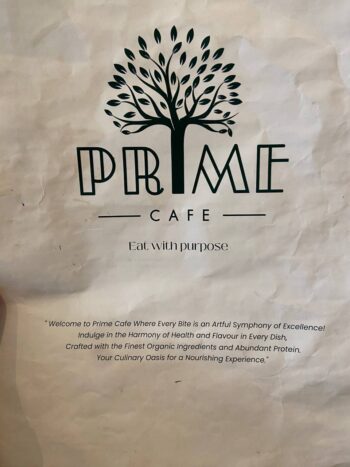 PRIME
CAFE
Eat with purpose
" Welcome to Prime Cafe Where Every Bite is an Artful Symphony of Excellence!
Indulge in the Harmony of Health and Flavour in Every Dish,
Crafted with the Finest Organic Ingredients and Abundant Protein.
Your Culinary Oasis for a Nourishing Experience."